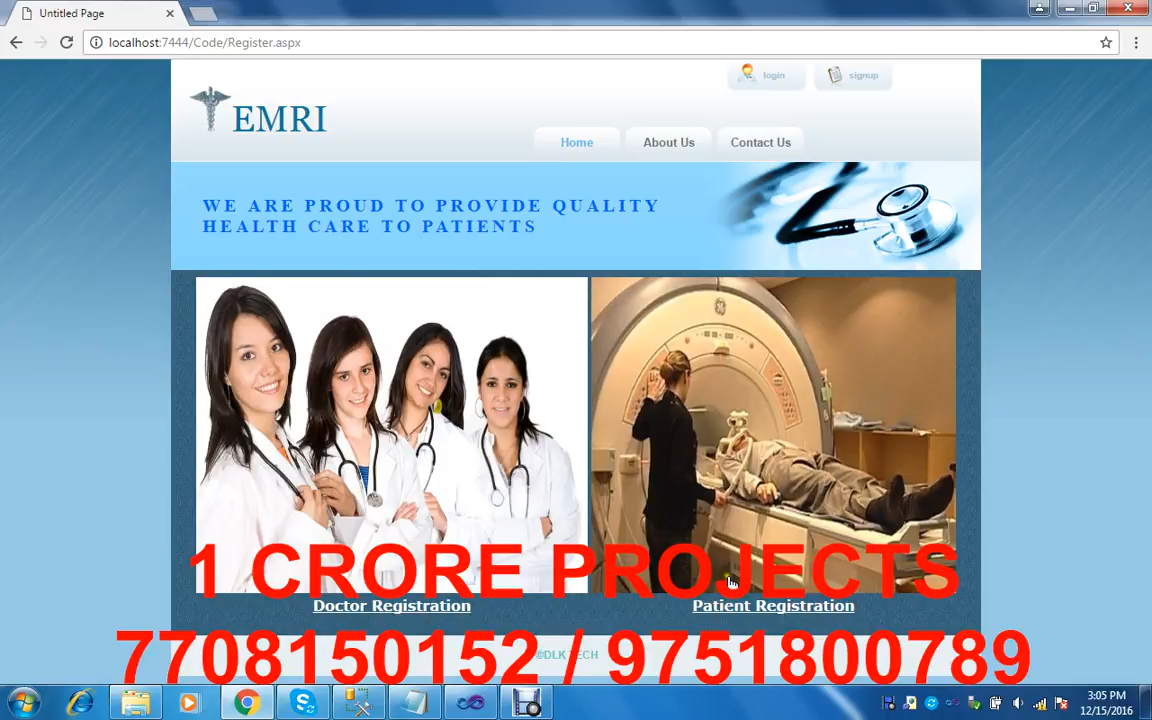 Untitled Page
localhost:7444/Code/Register.aspx
login
signup
EMRI
Home
About Us
Contact Us
WE ARE PROUD TO PROVIDE QUALITY
HEALTH CARE TO PATIENTS
1 CRORE PROJECTS
Doctor Registration
Patient Registration
7708150152 / 9751800789
©DLK TECH
3:05 PM
12/15/2016